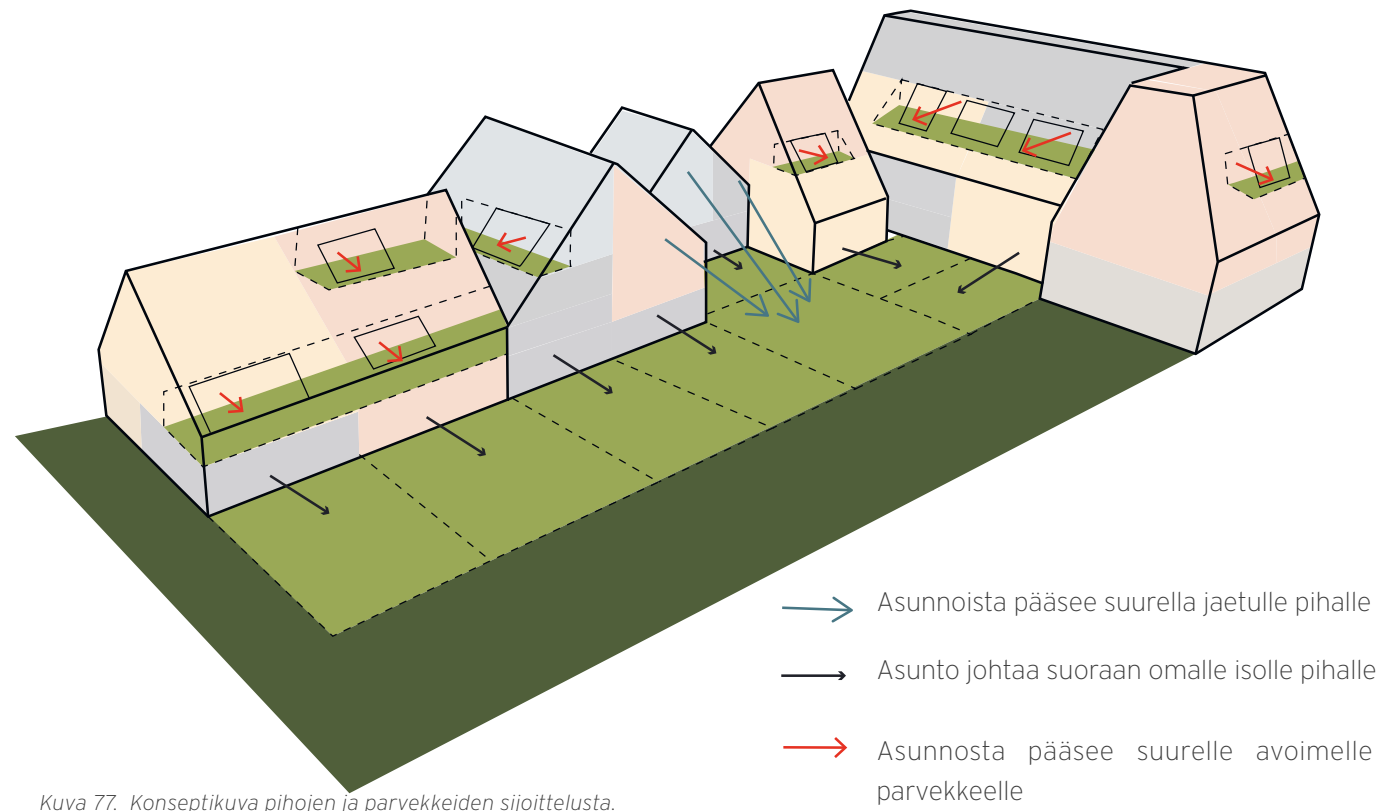 Asunnoista pääsee suurella jaetulle pihalle
Asunto johtaa suoraan omalle isolle pihalle
Asunnosta pääsee suurelle avoimelle
parvekkeelle
Kuva 77. Konseptikuva pihojen ja parvekkeiden sijoittelusta.